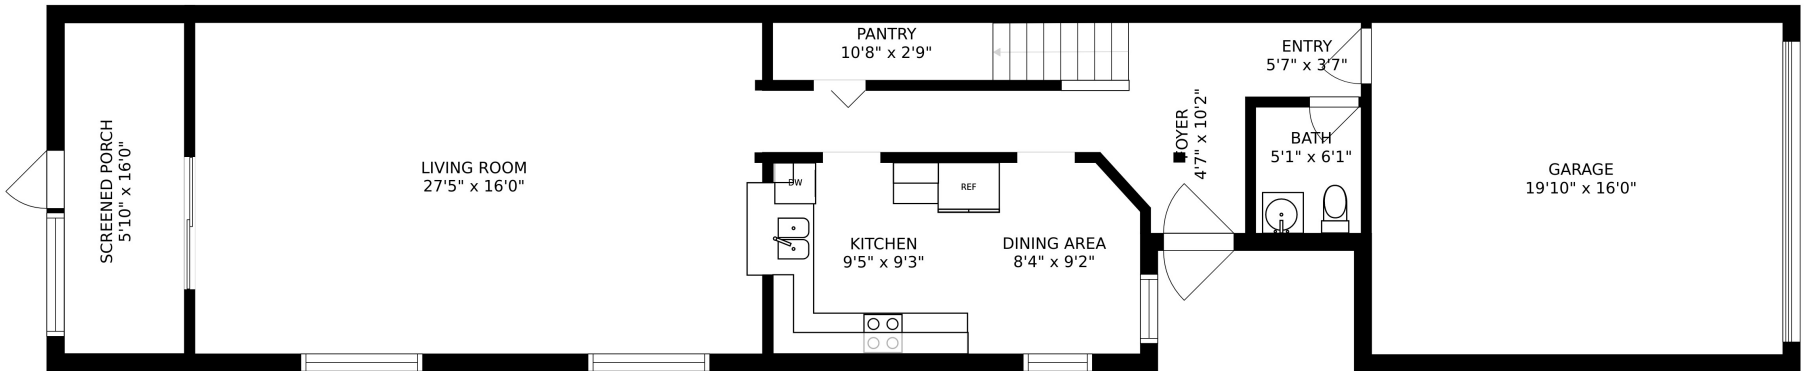 SCREENED PORCH
5'10" x 16'0"
LIVING ROOM
27'5" x 16'0"
PANTRY
10'8" x 2'9"
DW
REF
KITCHEN
9'5" x 9'3"
DINING AREA
8'4" x 9'2"
FOYER
4'7" x 10'2"
ENTRY
5'7" x 3'7"
BATH
5'1" x 6'1"
GARAGE
19'10" x 16'0"